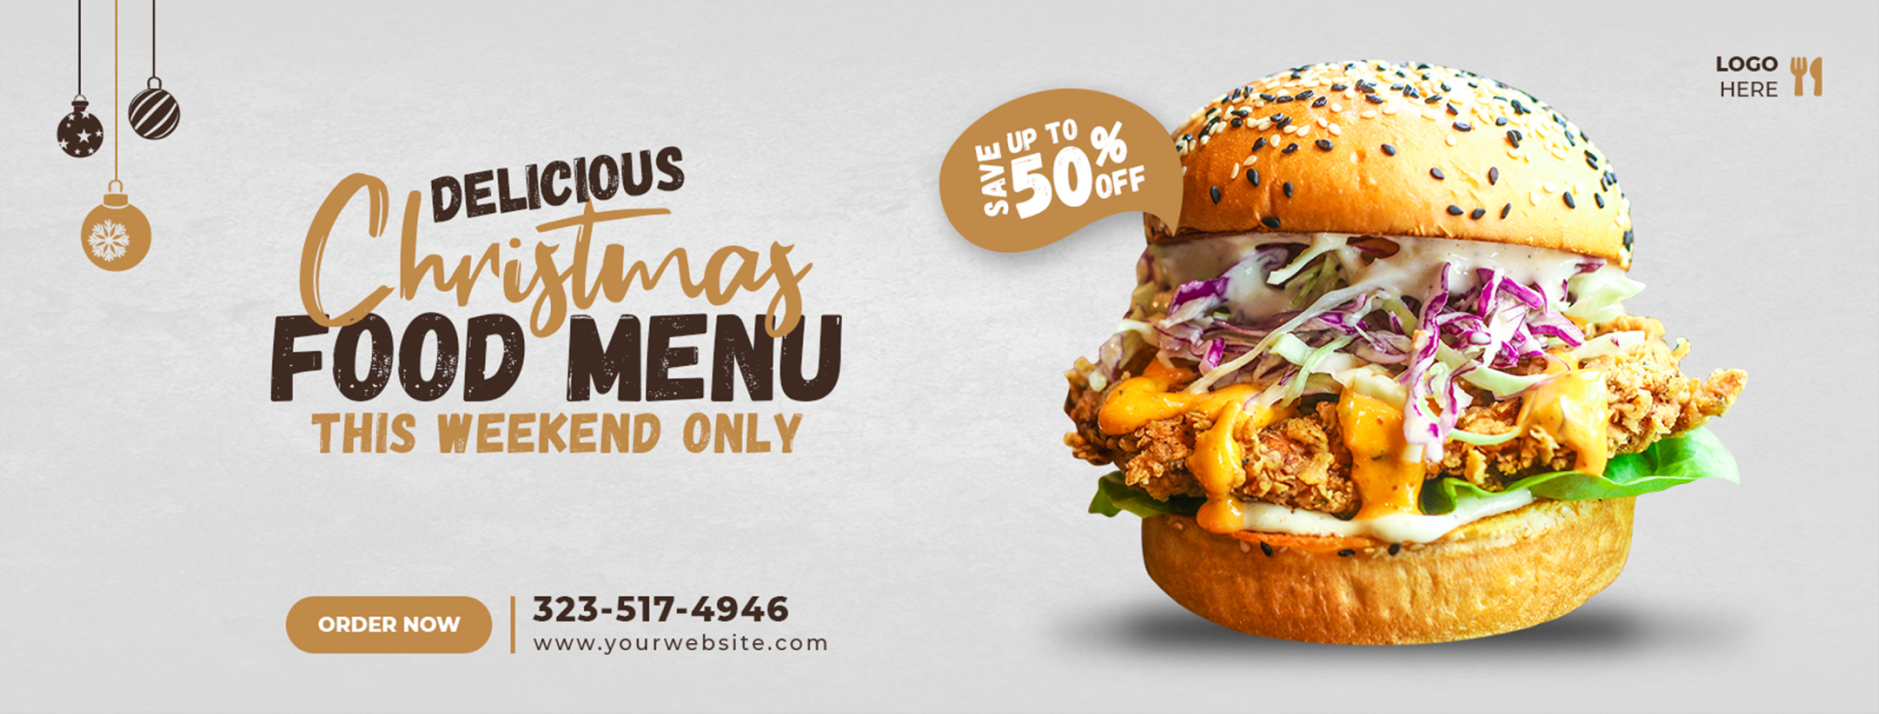 DELICIOUS
Christmas
FOOD MENU
THIS WEEKEND ONLY
ORDER NOW
323-517-4946
www.yourwebsite.com
SAVE
UP TO
50%
OFF
LOGO
HERE